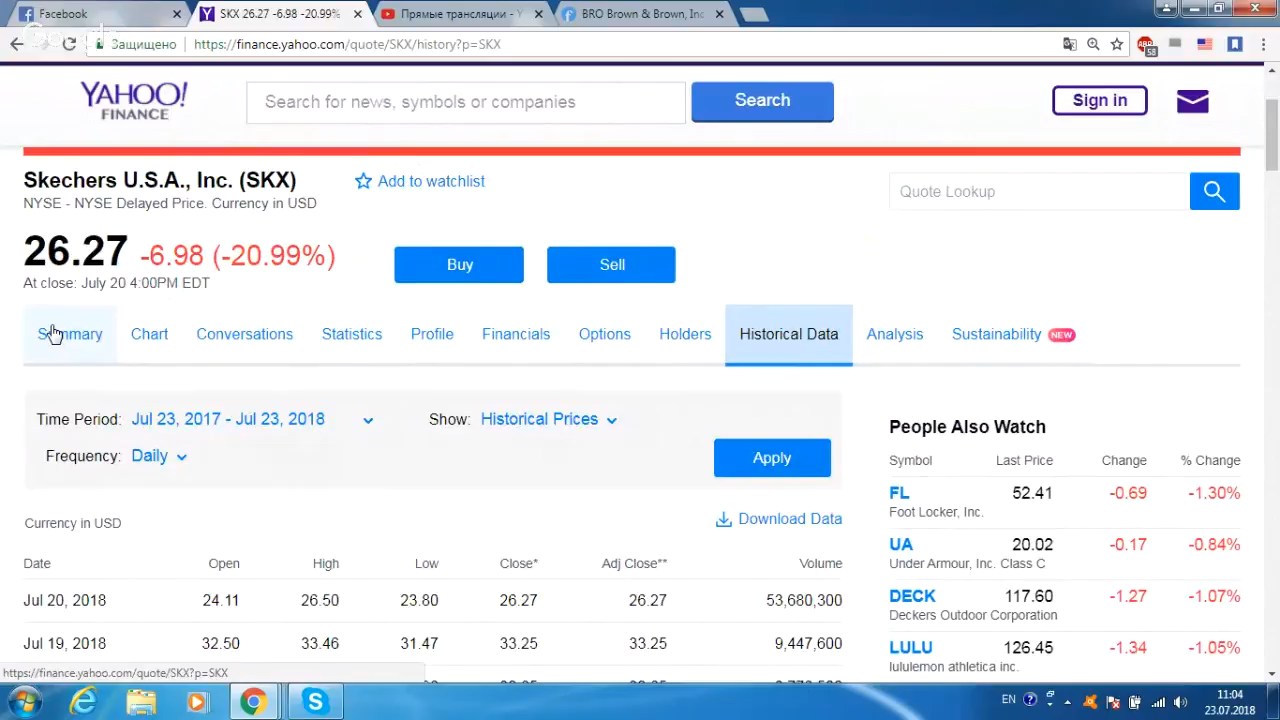 Facebook
SKX 26.27 -6.98 -20.99%
Прямые трансляции - Y
BRO Brown & Brown, Inc
Защищено
https://finance.yahoo.com/quote/SKX/history?p=SKX
58
YAHOO!
FINANCE
Search for news, symbols or companies
Search
Sign in
Skechers U.S.A., Inc. (SKX)
Add to watchlist
NYSE - NYSE Delayed Price. Currency in USD
Quote Lookup
26.27 -6.98 (-20.99%)
At close: July 20 4:00PM EDT
Buy
Sell
Summary Chart Conversations Statistics Profile Financials Options Holders Historical Data Analysis Sustainability NEW
Time Period: Jul 23, 2017 - Jul 23, 2018
Show: Historical Prices
Frequency: Daily
Apply
Currency in USD
Download Data
Date Open High Low Close* Adj Close** Volume
Jul 20, 2018 24.11 26.50 23.80 26.27 26.27 53,680,300
Jul 19, 2018 32.50 33.46 31.47 33.25 33.25 9,447,600
People Also Watch
Symbol Last Price Change % Change
FL 52.41 -0.69 -1.30%
Foot Locker, Inc.
UA 20.02 -0.17 -0.84%
Under Armour, Inc. Class C
DECK 117.60 -1.27 -1.07%
Deckers Outdoor Corporation
LULU 126.45 -1.34 -1.05%
lululemon athletica inc.
https://finance.yahoo.com/quote/SKX?p=SKX
EN
11:04
23.07.2018